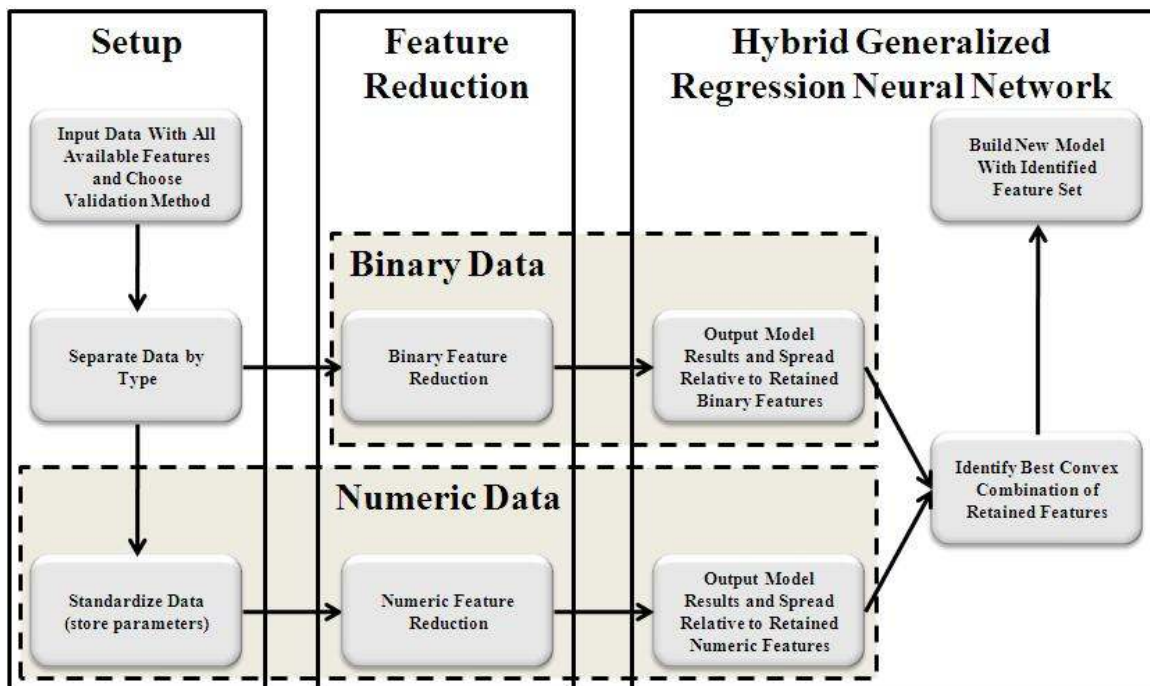 Setup
Feature
Reduction
Hybrid Generalized
Regression Neural Network
Input Data With All
Available Features
and Choose
Validation Method
Build New Model
With Identified
Feature Set
Binary Data
Separate Data by
Type
Binary Feature
Reduction
Output Model
Results and Spread
Relative to Retained
Binary Features
Identify Best Convex
Combination of
Retained Features
Numeric Data
Standardize Data
(store parameters)
Numeric Feature
Reduction
Output Model
Results and Spread
Relative to Retained
Numeric Features